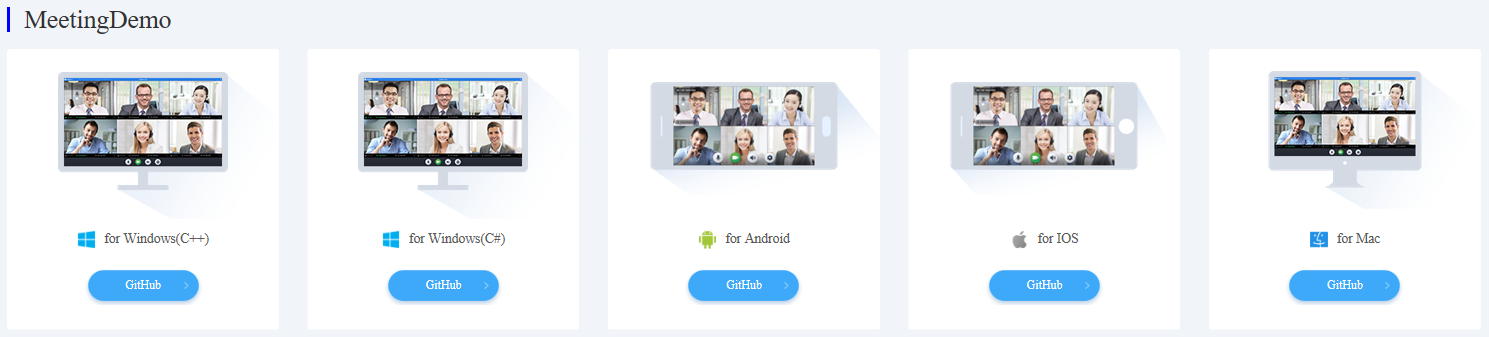 MeetingDemo
for Windows(C++)
for Windows(C#)
for Android
for IOS
for Mac
GitHub
GitHub
GitHub
GitHub
GitHub